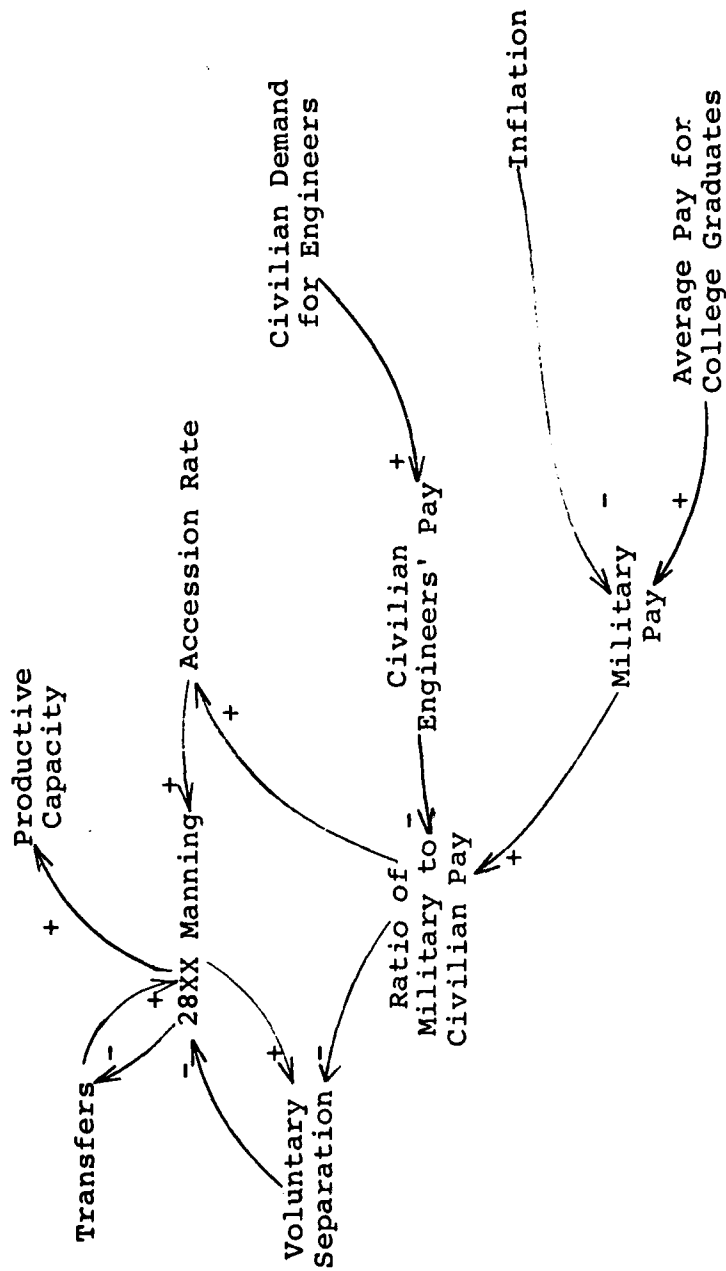 Productive
Capacity
Transfers
+
-
+
+
28XX Manning
+
Accession Rate
-
+
+
Voluntary
Separation
-
Civilian Demand
for Engineers
Ratio of
Military to
Civilian Pay
-
+
Civilian
Engineers' Pay
+
Inflation
-
Military
Pay
+
Average Pay for
College Graduates